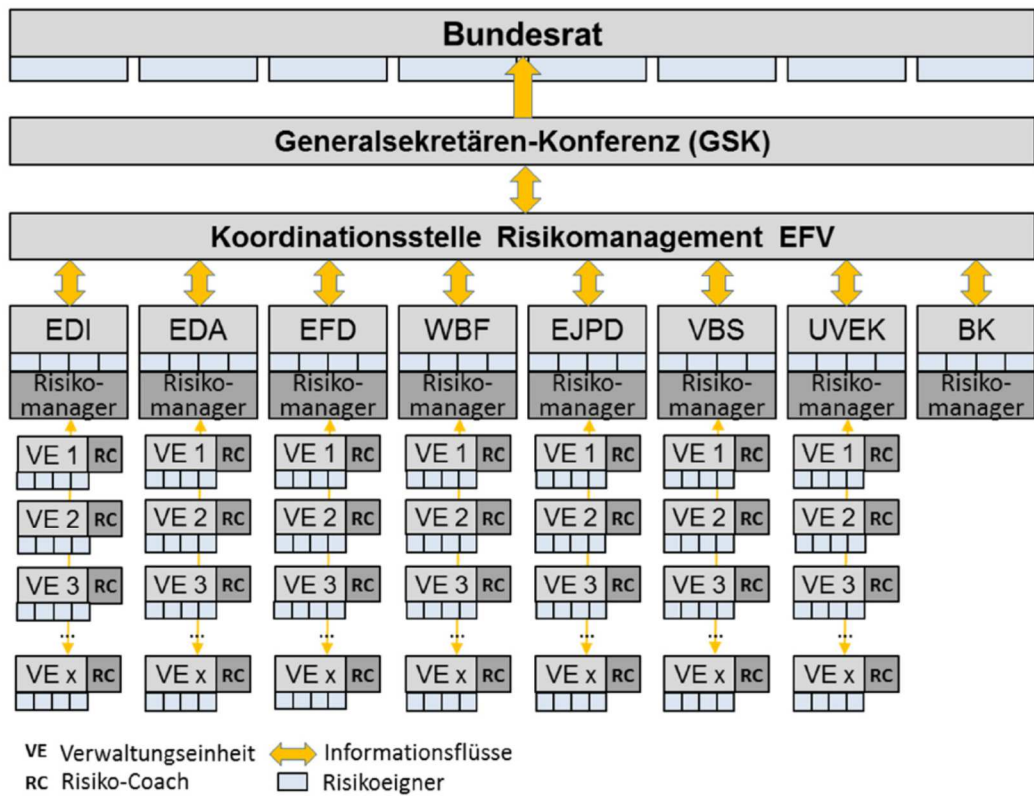 Bundesrat
Generalsekretären-Konferenz (GSK)
Koordinationsstelle Risikomanagement EFV
EDI EDA EFD WBF EJPD VBS UVEK BK
Risiko- Risiko- Risiko- Risiko- Risiko- Risiko- Risiko- Risiko-
manager manager manager manager manager manager manager manager
VE 1 RC VE 1 RC VE 1 RC VE 1 RC VE 1 RC VE 1 RC VE 1 RC
VE 2 RC VE 2 RC VE 2 RC VE 2 RC VE 2 RC VE 2 RC VE 2 RC
VE 3 RC VE 3 RC VE 3 RC VE 3 RC VE 3 RC VE 3 RC VE 3 RC
... ... ... ... ... ... ...
VE x RC VE x RC VE x RC VE x RC VE x RC VE x RC VE x RC
VE Verwaltungseinheit Informationsflüsse
RC Risiko-Coach Risikoeigner